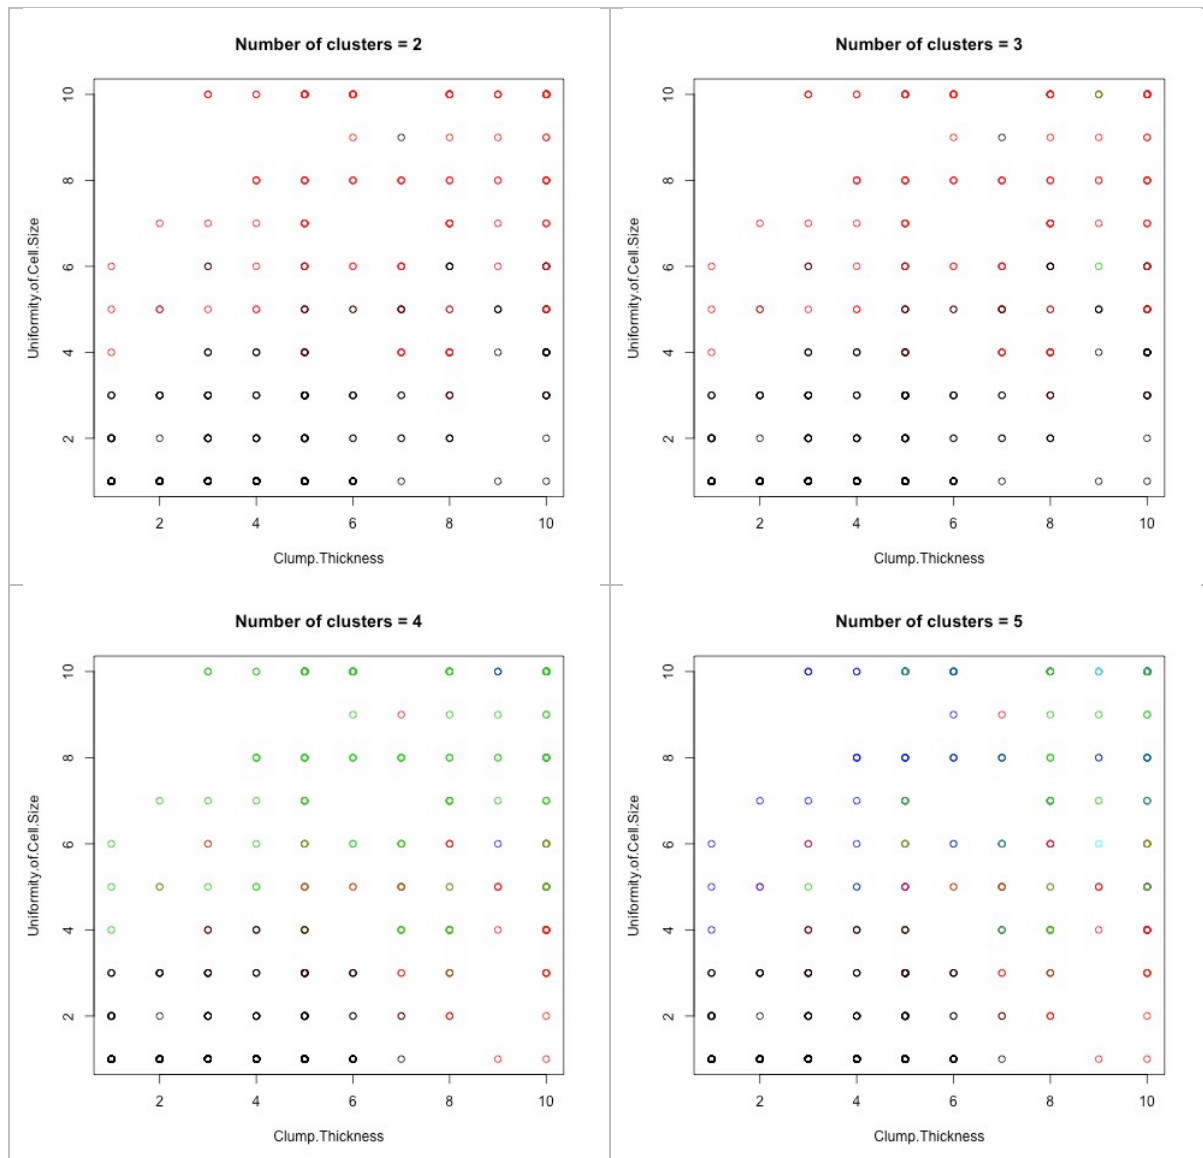 Number of clusters = 2
10
8
6
4
2
Uniformity.of.Cell.Size
2 4 6 8 10
Clump.Thickness
Number of clusters = 3
10
8
6
4
2
Uniformity.of.Cell.Size
2 4 6 8 10
Clump.Thickness
Number of clusters = 4
10
8
6
4
2
Uniformity.of.Cell.Size
2 4 6 8 10
Clump.Thickness
Number of clusters = 5
10
8
6
4
2
Uniformity.of.Cell.Size
2 4 6 8 10
Clump.Thickness